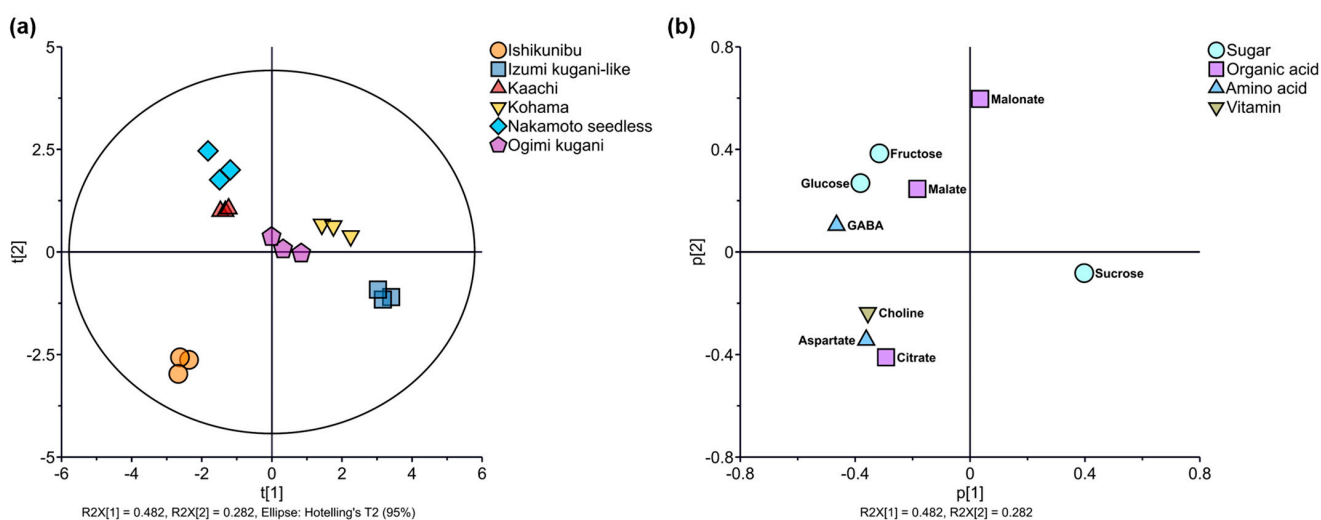 (a)
5
2.5
0
-2.5
-5
t[2]
-6
-4
-2
0
2
4
6
t[1]
R2X[1] = 0.482, R2X[2] = 0.282, Ellipse: Hotelling's T2 (95%)
Ishikunibu
Izumi kugani-like
Kaachi
Kohama
Nakamoto seedless
Ogimi kugani
(b)
0.8
0.4
0
-0.4
-0.8
p[2]
Malonate
Fructose
Glucose
Malate
GABA
Sucrose
Choline
Aspartate
Citrate
-0.8
-0.4
0
0.4
0.8
p[1]
R2X[1] = 0.482, R2X[2] = 0.282
Sugar
Organic acid
Amino acid
Vitamin